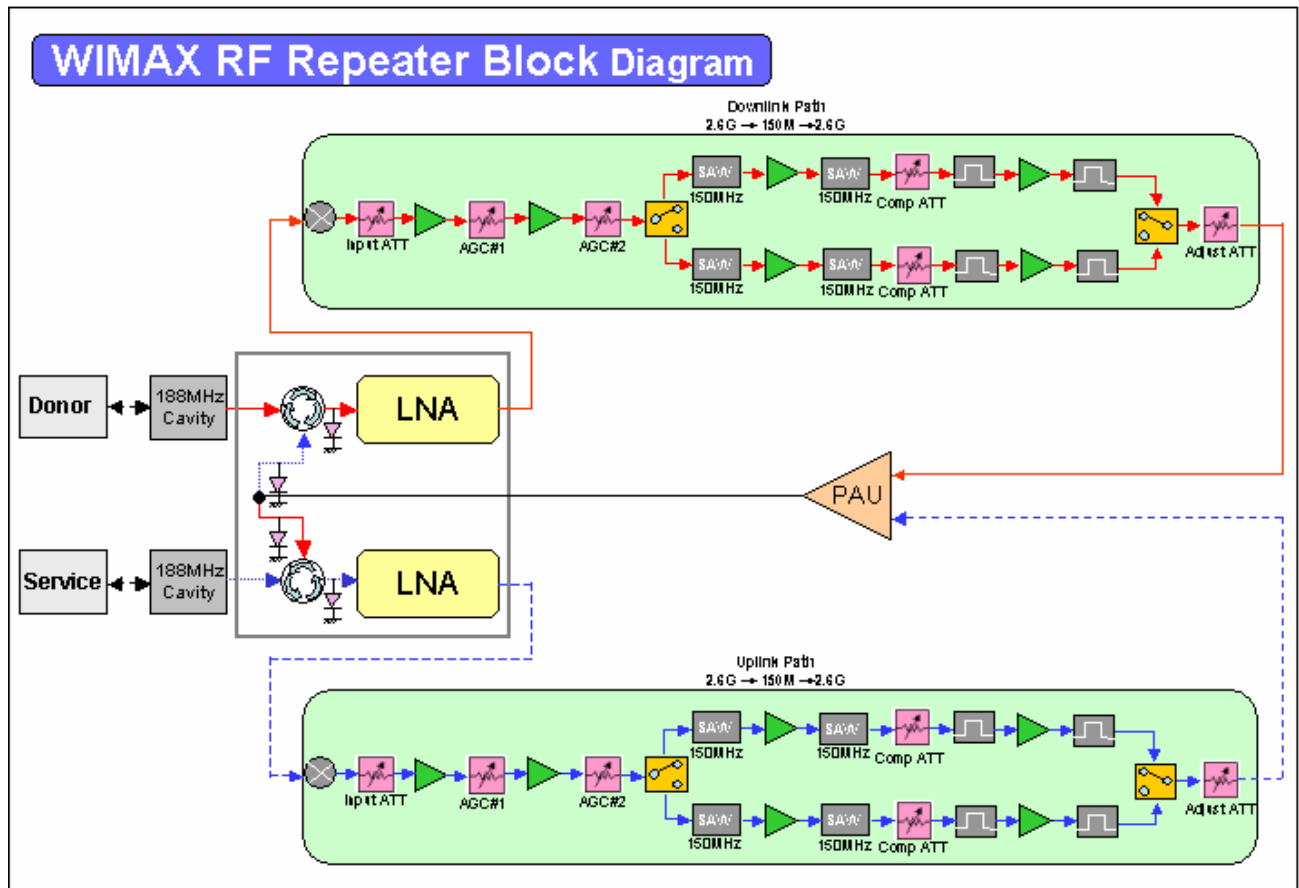 WIMAX RF Repeater Block Diagram
Downlink Path
2.6G → 150M →2.6G
SAW SAW
150MHz 150MHz Comp ATT
Input ATT AGC#1 AGC#2
Adjust ATT
SAW SAW
150MHz 150MHz Comp ATT
Donor
188MHz
Cavity
LNA
PAU
Service
188MHz
Cavity
LNA
Uplink Path
2.6G → 150M →2.6G
SAW SAW
150MHz 150MHz Comp ATT
Input ATT AGC#1 AGC#2
Adjust ATT
SAW SAW
150MHz 150MHz Comp ATT